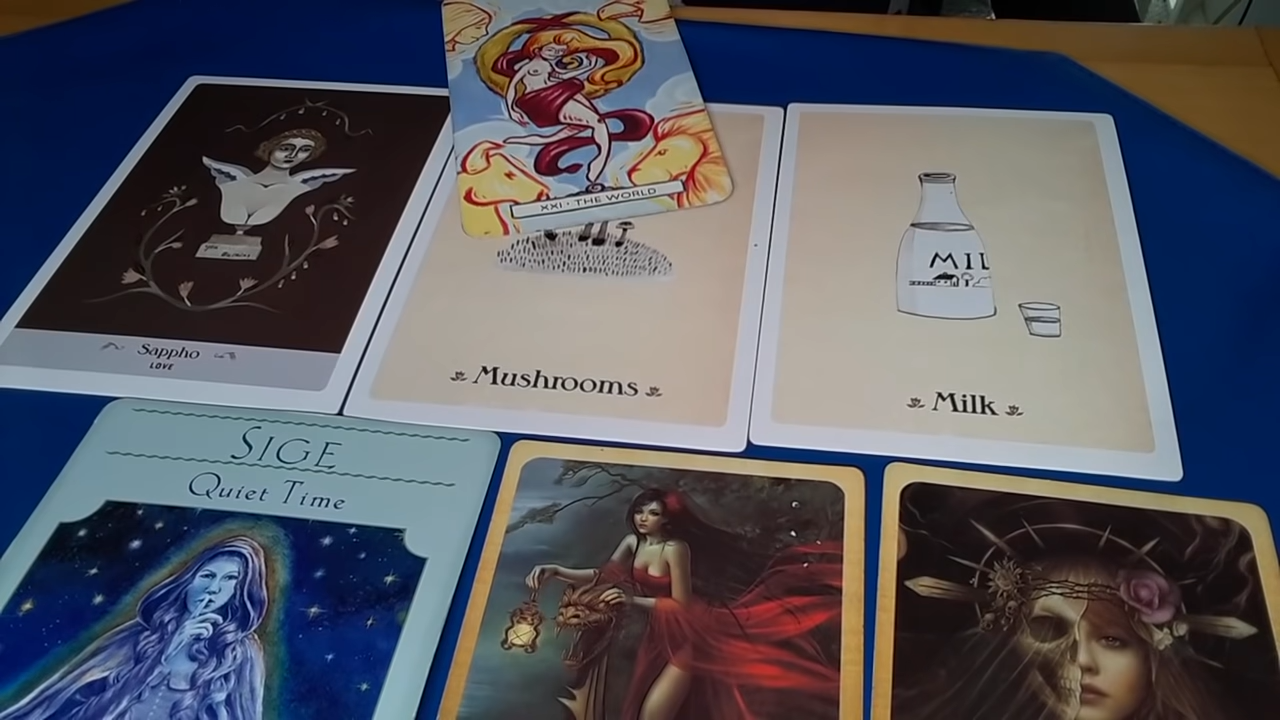 XXI • THE WORLD
MIL
Sappho
LOVE
Mushrooms
Milk
SIGE
Quiet Time